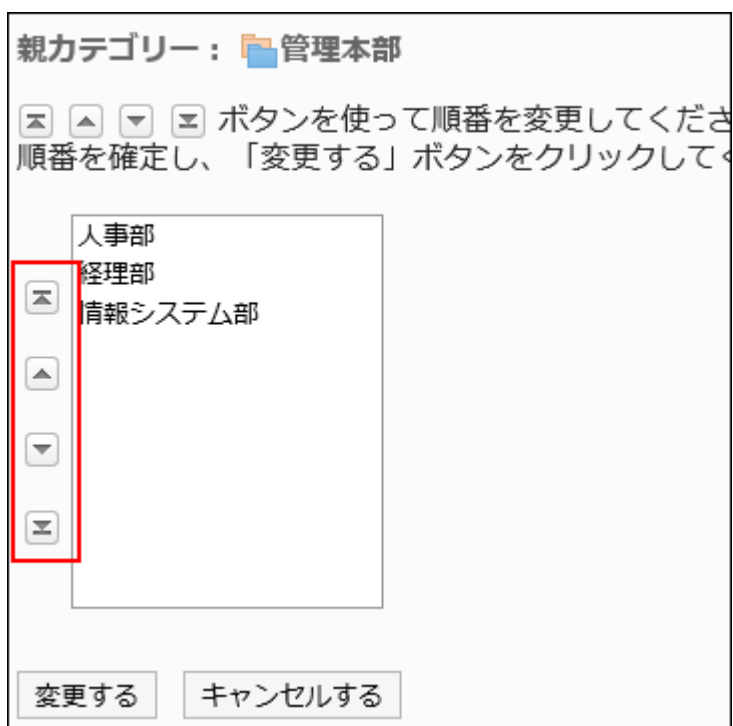 親カテゴリー： 管理本部
ボタンを使って順番を変更してくださ
順番を確定し、「変更する」ボタンをクリックしてく
人事部
経理部
情報システム部
変更する キャンセルする